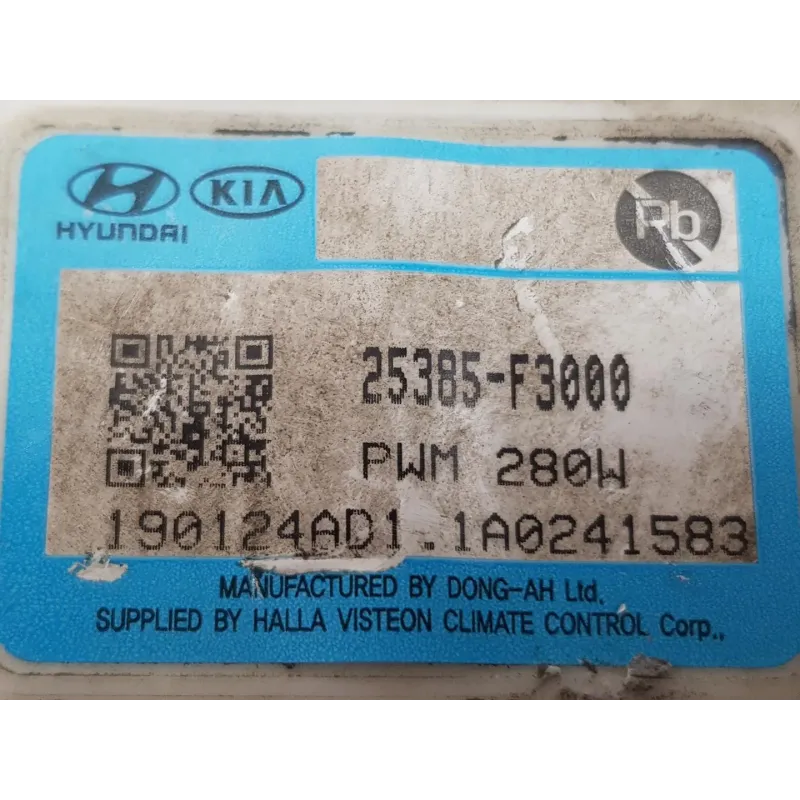 HYUNDAI
KIA
Pb
25385-F3000
PWM 280W
190124AD1.1A0241583
MANUFACTURED BY DONG-AH Ltd.
SUPPLIED BY HALLA VISTEON CLIMATE CONTROL Corp.,